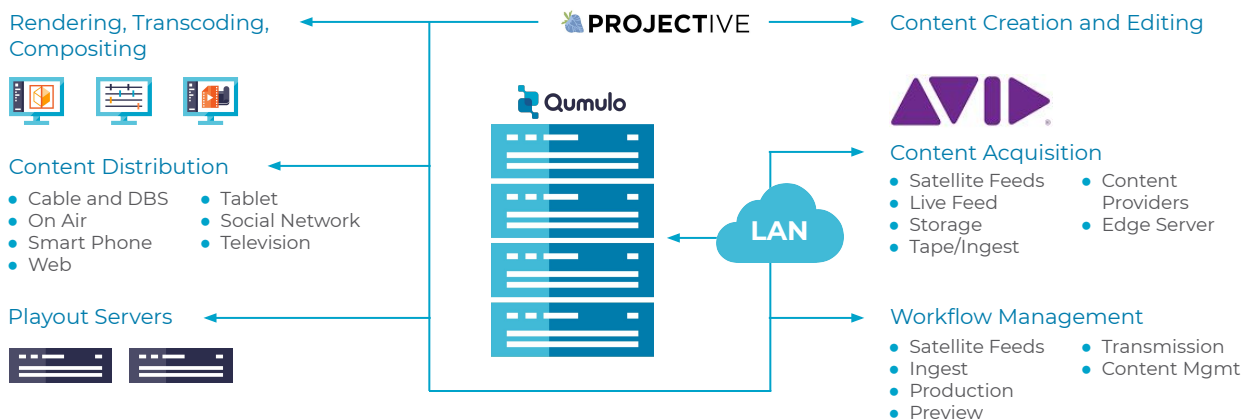 Rendering, Transcoding,
Compositing
PROJECTIVE
Content Creation and Editing
Qumulo
AVID
Content Distribution
• Cable and DBS
• On Air
• Smart Phone
• Web
• Tablet
• Social Network
• Television
LAN
Content Acquisition
• Satellite Feeds
• Live Feed
• Storage
• Tape/Ingest
• Content
Providers
• Edge Server
Playout Servers
Workflow Management
• Satellite Feeds
• Ingest
• Production
• Preview
• Transmission
• Content Mgmt